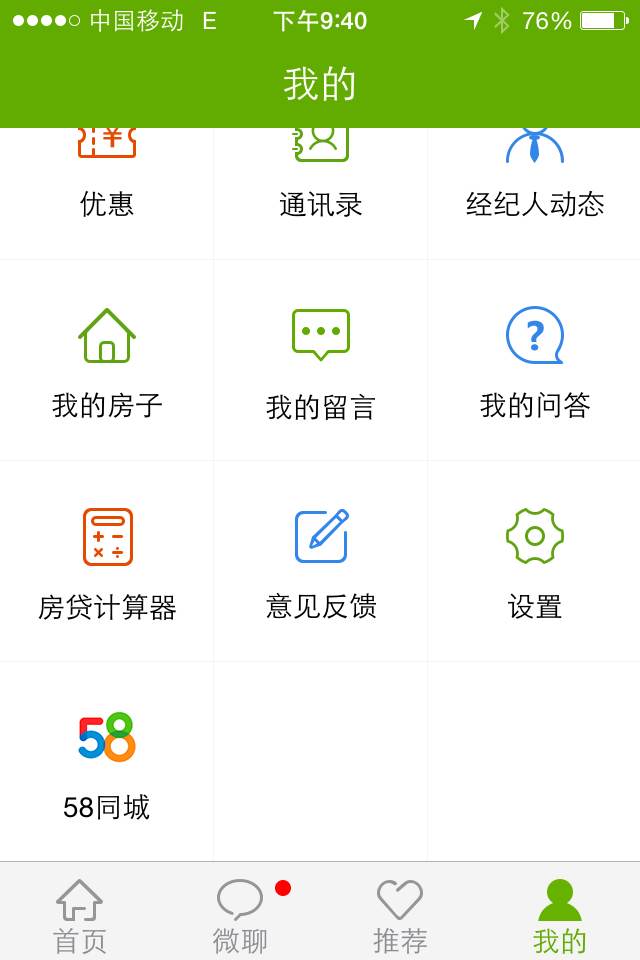 中国移动 E 下午9:40 76%
我的
优惠 通讯录 经纪人动态
我的房子 我的留言 我的问答
房贷计算器 意见反馈 设置
58
58同城
首页 微聊 推荐 我的